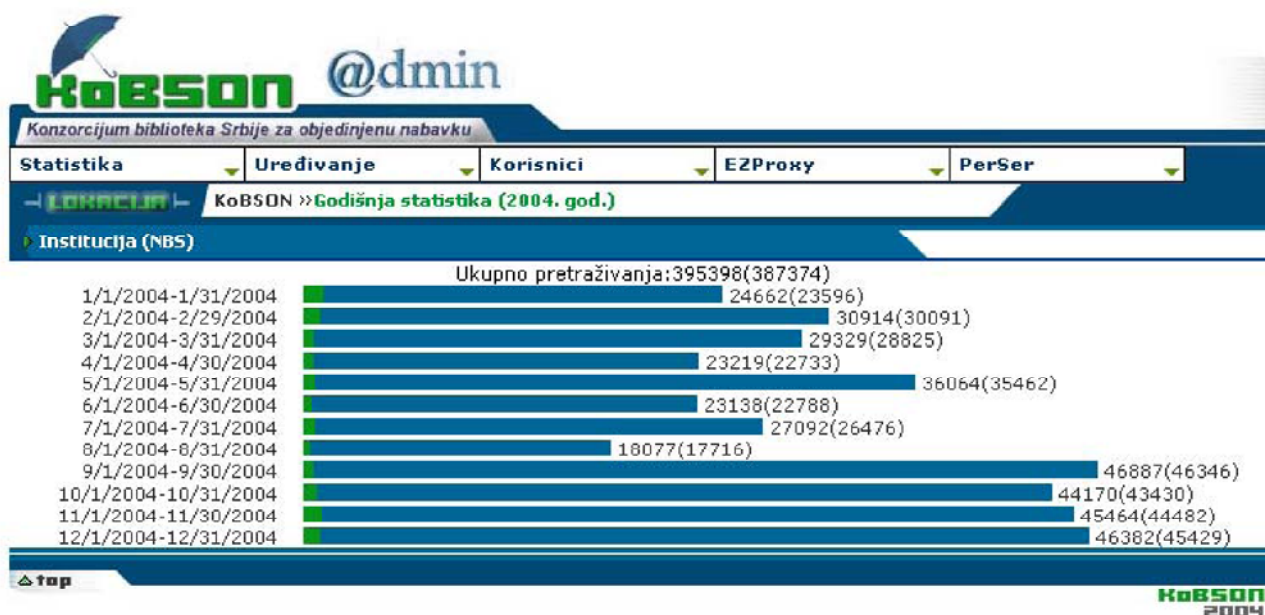 KoBSON @dmin
Konzorcijum biblioteka Srbije za objedinjenu nabavku
Statistika Uređivanje Korisnici EZProxy PerSer
LOKACIJA KoBSON »Godišnja statistika (2004. god.)
Institucija (NBS)
Ukupno pretraživanja:395398(387374)
1/1/2004-1/31/2004 24662(23596)
2/1/2004-2/29/2004 30914(30091)
3/1/2004-3/31/2004 29329(28825)
4/1/2004-4/30/2004 23219(22733)
5/1/2004-5/31/2004 36064(35462)
6/1/2004-6/30/2004 23138(22788)
7/1/2004-7/31/2004 27092(26476)
8/1/2004-8/31/2004 18077(17716)
9/1/2004-9/30/2004 46887(46346)
10/1/2004-10/31/2004 44170(43430)
11/1/2004-11/30/2004 45464(44482)
12/1/2004-12/31/2004 46382(45429)
top
KoBSON
2004